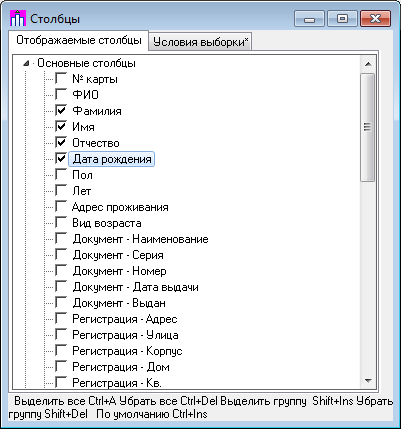 Столбцы
Отображаемые столбцы Условия выборки*
Основные столбцы
№ карты
ФИО
Фамилия
Имя
Отчество
Дата рождения
Пол
Лет
Адрес проживания
Вид возраста
Документ - Наименование
Документ - Серия
Документ - Номер
Документ - Дата выдачи
Документ - Выдан
Регистрация - Адрес
Регистрация - Улица
Регистрация - Корпус
Регистрация - Дом
Регистрация - Кв.
Выделить все Ctrl+A Убрать все Ctrl+Del Выделить группу Shift+Ins Убрать
группу Shift+Del По умолчанию Ctrl+Ins